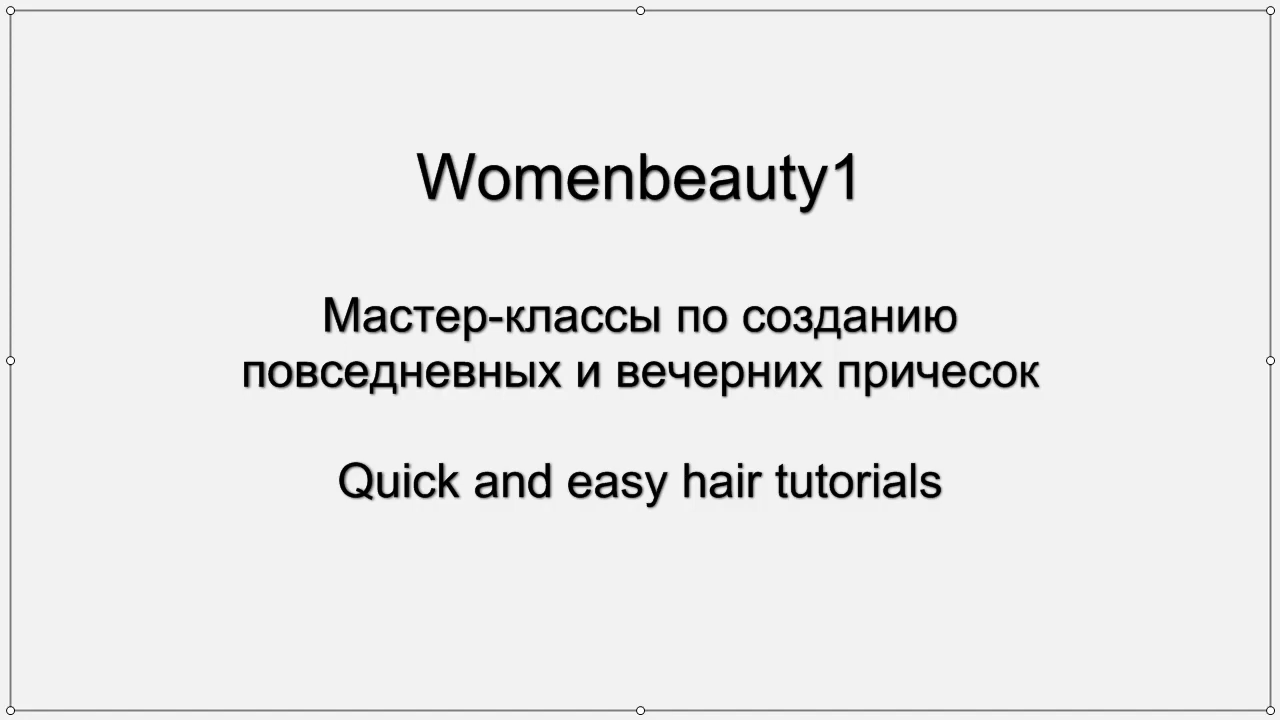 Womenbeauty1
Мастер-классы по созданию
повседневных и вечерних причесок
Quick and easy hair tutorials